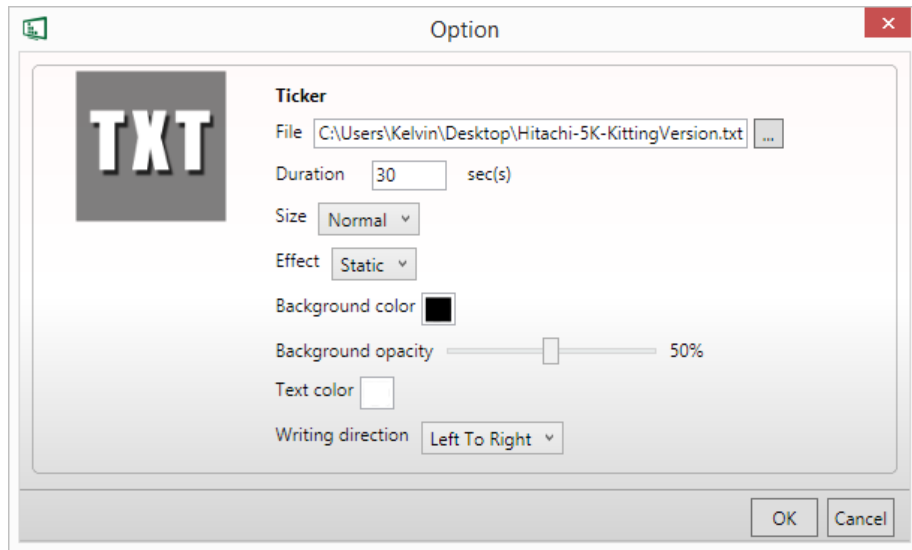 Option
TXT
Ticker
File C:\Users\Kelvin\Desktop\Hitachi-5K-KittingVersion.txt ...
Duration 30 sec(s)
Size Normal
Effect Static
Background color
Background opacity 50%
Text color
Writing direction Left To Right
OK Cancel